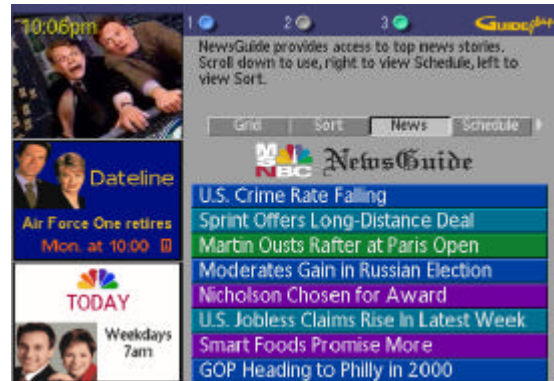 10:06pm
1
2
3
GUIDE Plus
NewsGuide provides access to top news stories.
Scroll down to use, right to view Schedule, left to
view Sort.
Grid
Sort
News
Schedule
MSNBC
NewsGuide
Dateline
Air Force One retires
Mon. at 10:00
TODAY
Weekdays
7am
U.S. Crime Rate Falling
Sprint Offers Long-Distance Deal
Martin Ousts Rafter at Paris Open
Moderates Gain in Russian Election
Nicholson Chosen for Award
U.S. Jobless Claims Rise In Latest Week
Smart Foods Promise More
GOP Heading to Philly in 2000